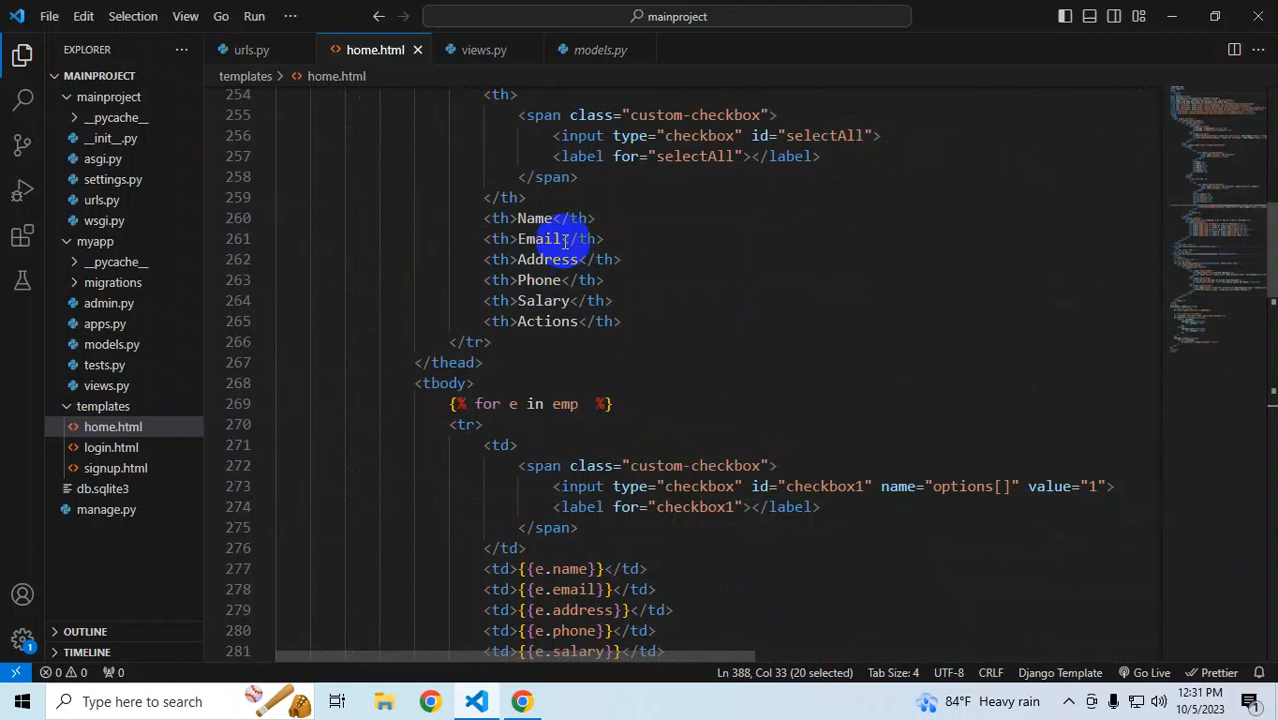 File Edit Selection View Go Run ··· mainproject
EXPLORER ··· urls.py home.html views.py models.py
MAINPROJECT
templates > home.html
mainproject
__pycache__
__init__.py
asgi.py
settings.py
urls.py
wsgi.py
myapp
__pycache__
migrations
admin.py
apps.py
models.py
tests.py
views.py
templates
home.html
login.html
signup.html
db.sqlite3
manage.py
OUTLINE
TIMELINE
254 <th>
255 <span class="custom-checkbox">
256 <input type="checkbox" id="selectAll">
257 <label for="selectAll"></label>
258 </span>
259 </th>
260 <th>Name</th>
261 <th>Email</th>
262 <th>Address</th>
263 <th>Phone</th>
264 <th>Salary</th>
265 <th>Actions</th>
266 </tr>
267 </thead>
268 <tbody>
269 {% for e in emp  %}
270 <tr>
271 <td>
272 <span class="custom-checkbox">
273 <input type="checkbox" id="checkbox1" name="options[]" value="1">
274 <label for="checkbox1"></label>
275 </span>
276 </td>
277 <td>{{e.name}}</td>
278 <td>{{e.email}}</td>
279 <td>{{e.address}}</td>
280 <td>{{e.phone}}</td>
281 <td>{{e.salary}}</td>
1
0 0 0 Ln 388, Col 33 (20 selected) Tab Size: 4 UTF-8 CRLF Django Template Go Live Prettier
Type here to search 84°F Heavy rain 12:31 PM
10/5/2023 1